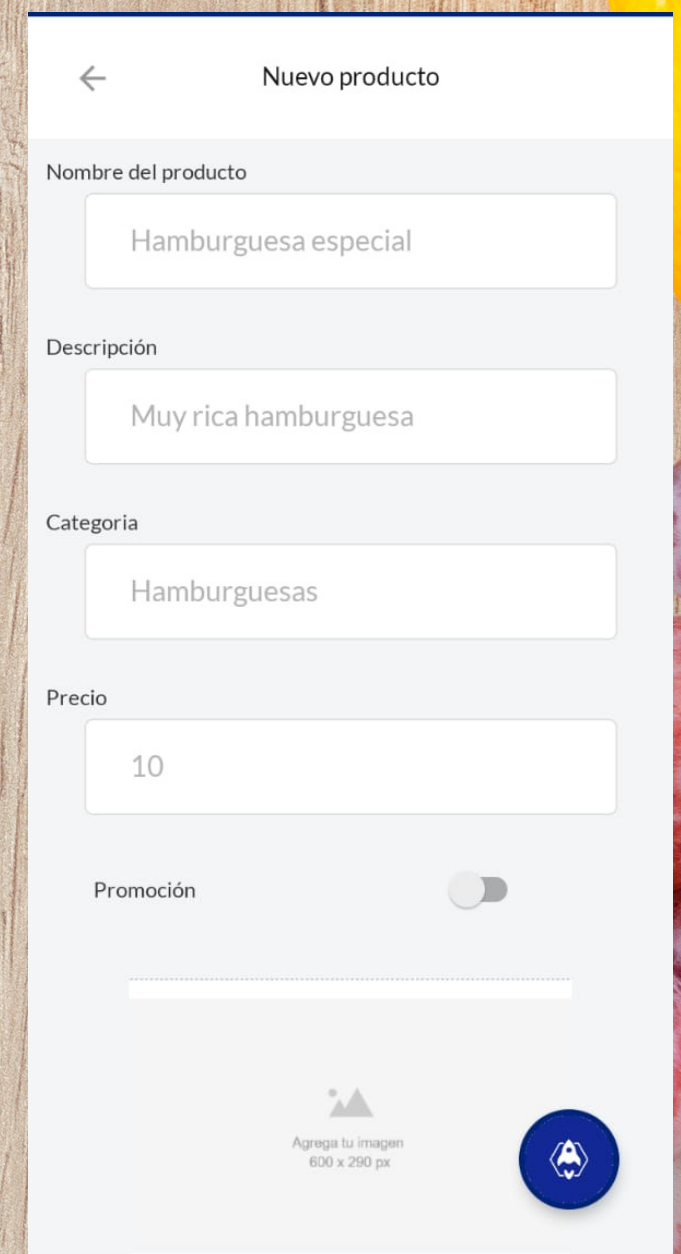 Nuevo producto
Nombre del producto
Hamburguesa especial
Descripción
Muy rica hamburguesa
Categoria
Hamburguesas
Precio
10
Promoción
Agrega tu imagen
600 x 290 px